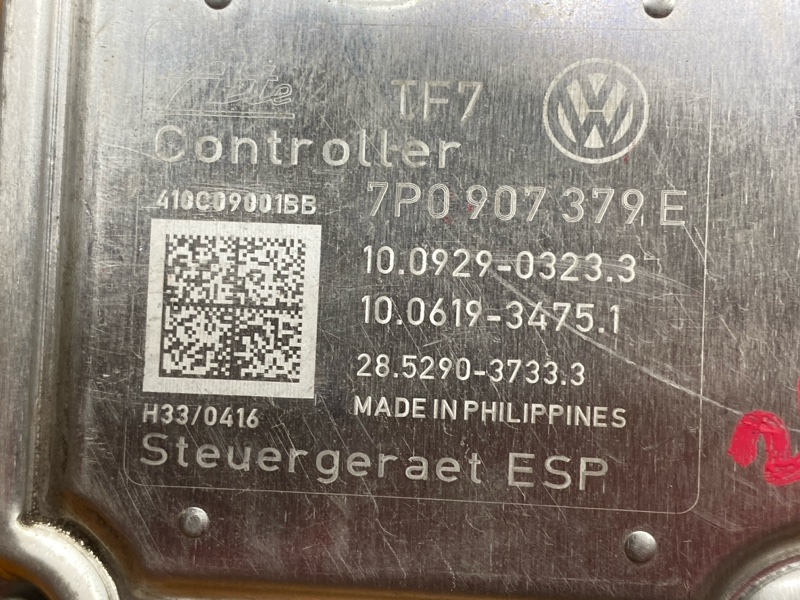 Ate TF7
Controller
410C09001BB 7P0 907 379 E
10.0929-0323.3
10.0619-3475.1
28.5290-3733.3
H33/0416 MADE IN PHILIPPINES
Steuergeraet ESP